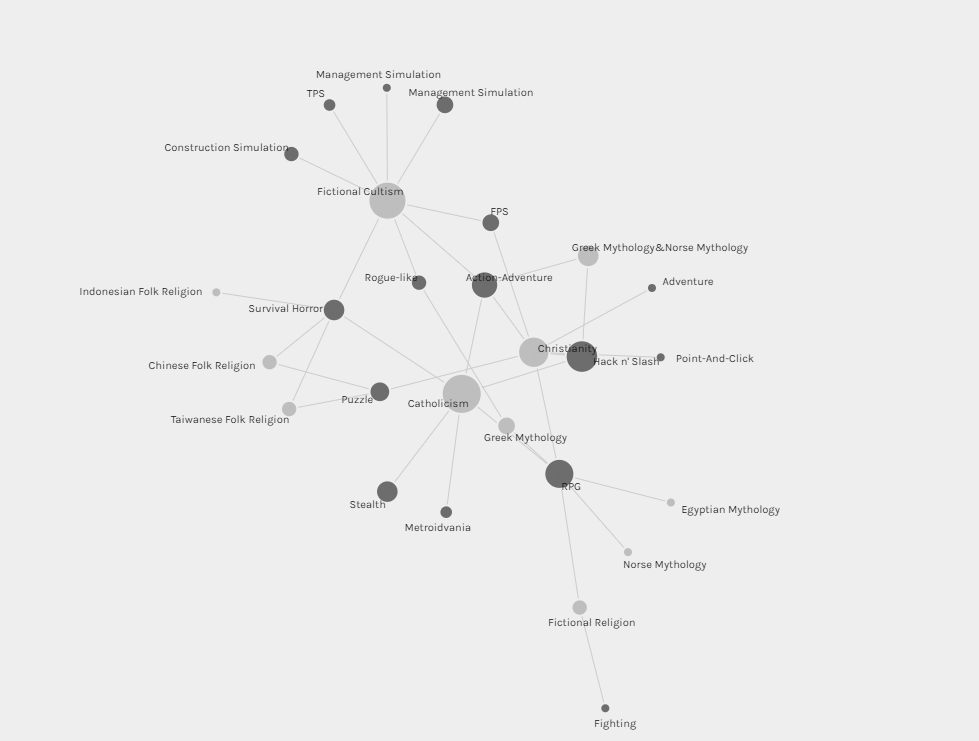 Management Simulation
TPS
Management Simulation
Construction Simulation
Fictional Cultism
FPS
Greek Mythology&Norse Mythology
Rogue-like
Action-Adventure
Adventure
Indonesian Folk Religion
Survival Horror
Christianity
Hack n' Slash
Point-And-Click
Chinese Folk Religion
Puzzle
Catholicism
Taiwanese Folk Religion
Greek Mythology
RPG
Stealth
Egyptian Mythology
Metroidvania
Norse Mythology
Fictional Religion
Fighting